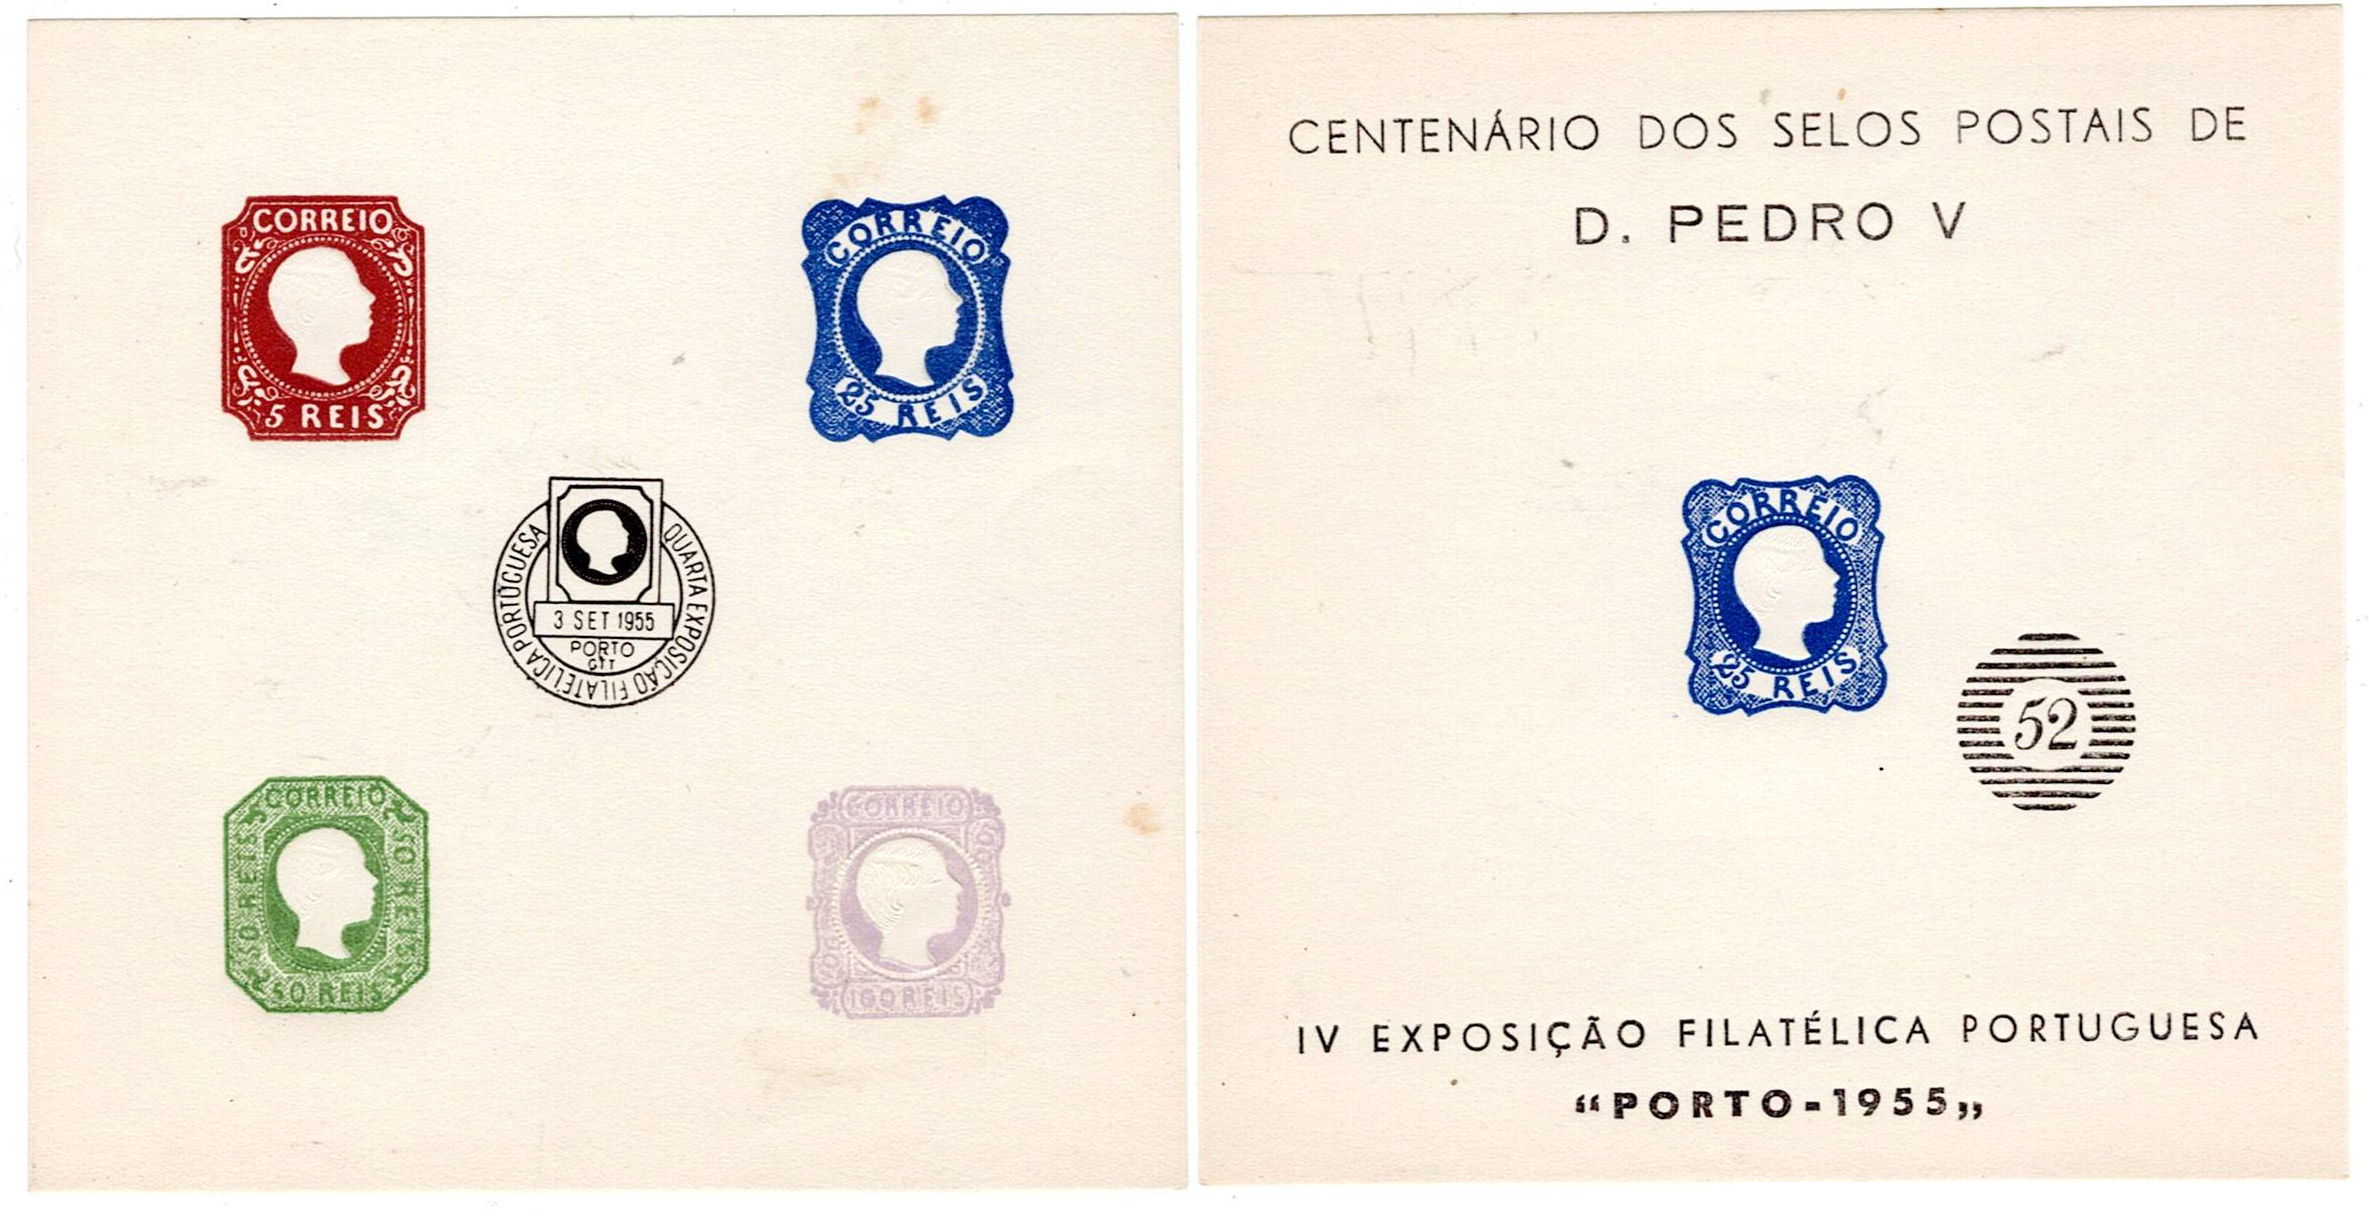 CORREIO
5 REIS
CORREIO
25 REIS
QUARTA EXPOSIÇÃO FILATÉLICA PORTUGUESA
3 SET 1955
PORTO
CTT
CORREIO
50 REIS
50 REIS
50 REIS
CORREIO
100 REIS
CENTENÁRIO DOS SELOS POSTAIS DE
D. PEDRO V
CORREIO
25 REIS
52
IV EXPOSIÇÃO FILATÉLICA PORTUGUESA
“PORTO-1955„